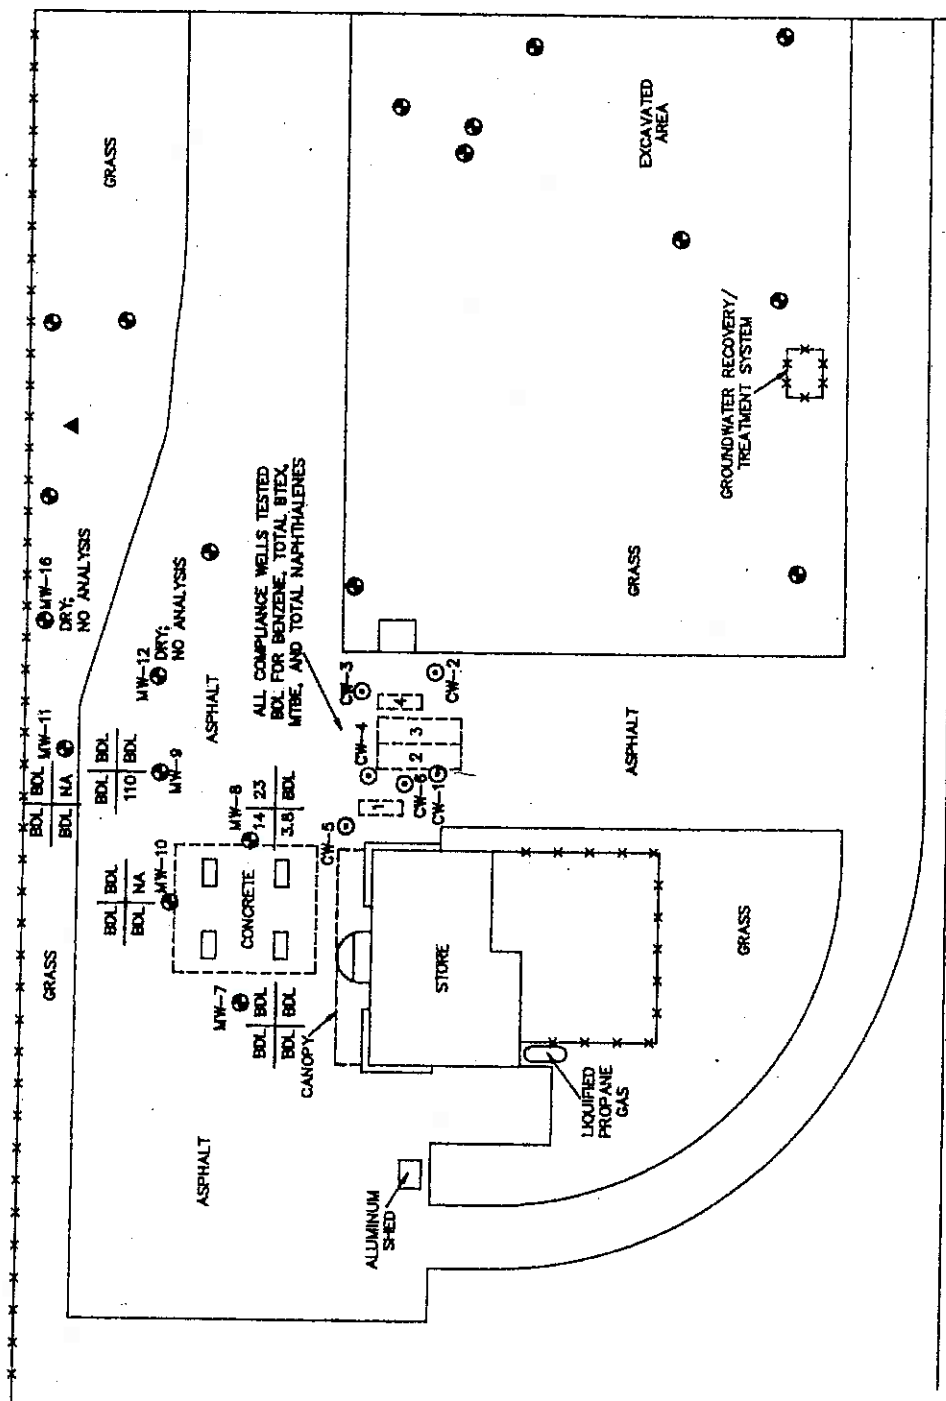 GRASS
EXCAVATED
AREA
GROUNDWATER RECOVERY/
TREATMENT SYSTEM
MW-16
DRY;
NO ANALYSIS
MW-12
DRY;
NO ANALYSIS
ALL COMPLIANCE WELLS TESTED
BDL FOR BENZENE, TOTAL BTEX,
MTBE, AND TOTAL NAPHTHALENES
GRASS
MW-11
BDL BDL
BDL NA
ASPHALT
CW-3
CW-2
4
CW-4
3
2
BDL BDL
110 BDL
MW-9
MW-8
14 23
3.8 BDL
CW-6
CW-1
1
CW-5
ASPHALT
BDL BDL
BDL NA
MW-10
CONCRETE
GRASS
MW-7
BDL BDL
BDL BDL
CANOPY
STORE
GRASS
LIQUIFIED
PROPANE
GAS
ASPHALT
ALUMINUM
SHED